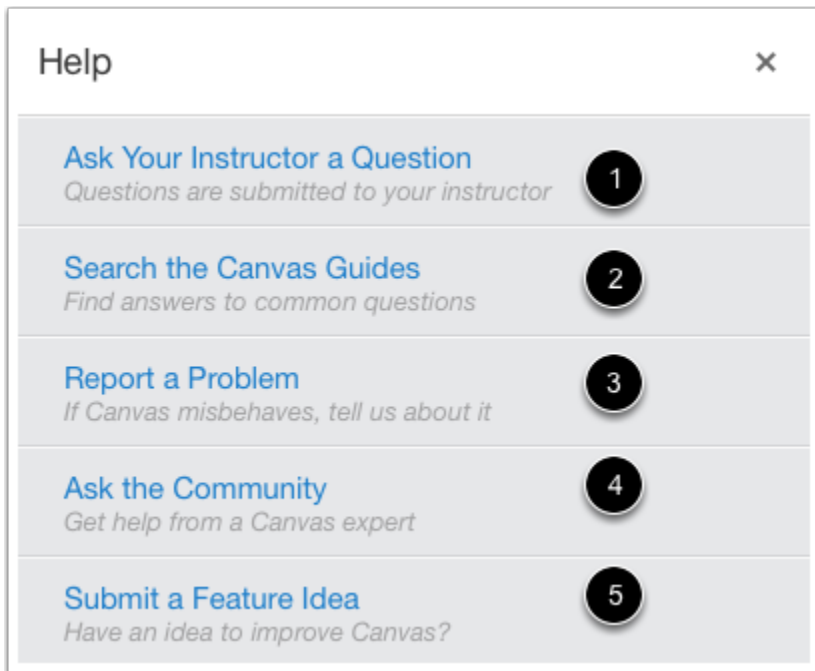 Help ×
Ask Your Instructor a Question
Questions are submitted to your instructor
1
Search the Canvas Guides
Find answers to common questions
2
Report a Problem
If Canvas misbehaves, tell us about it
3
Ask the Community
Get help from a Canvas expert
4
Submit a Feature Idea
Have an idea to improve Canvas?
5